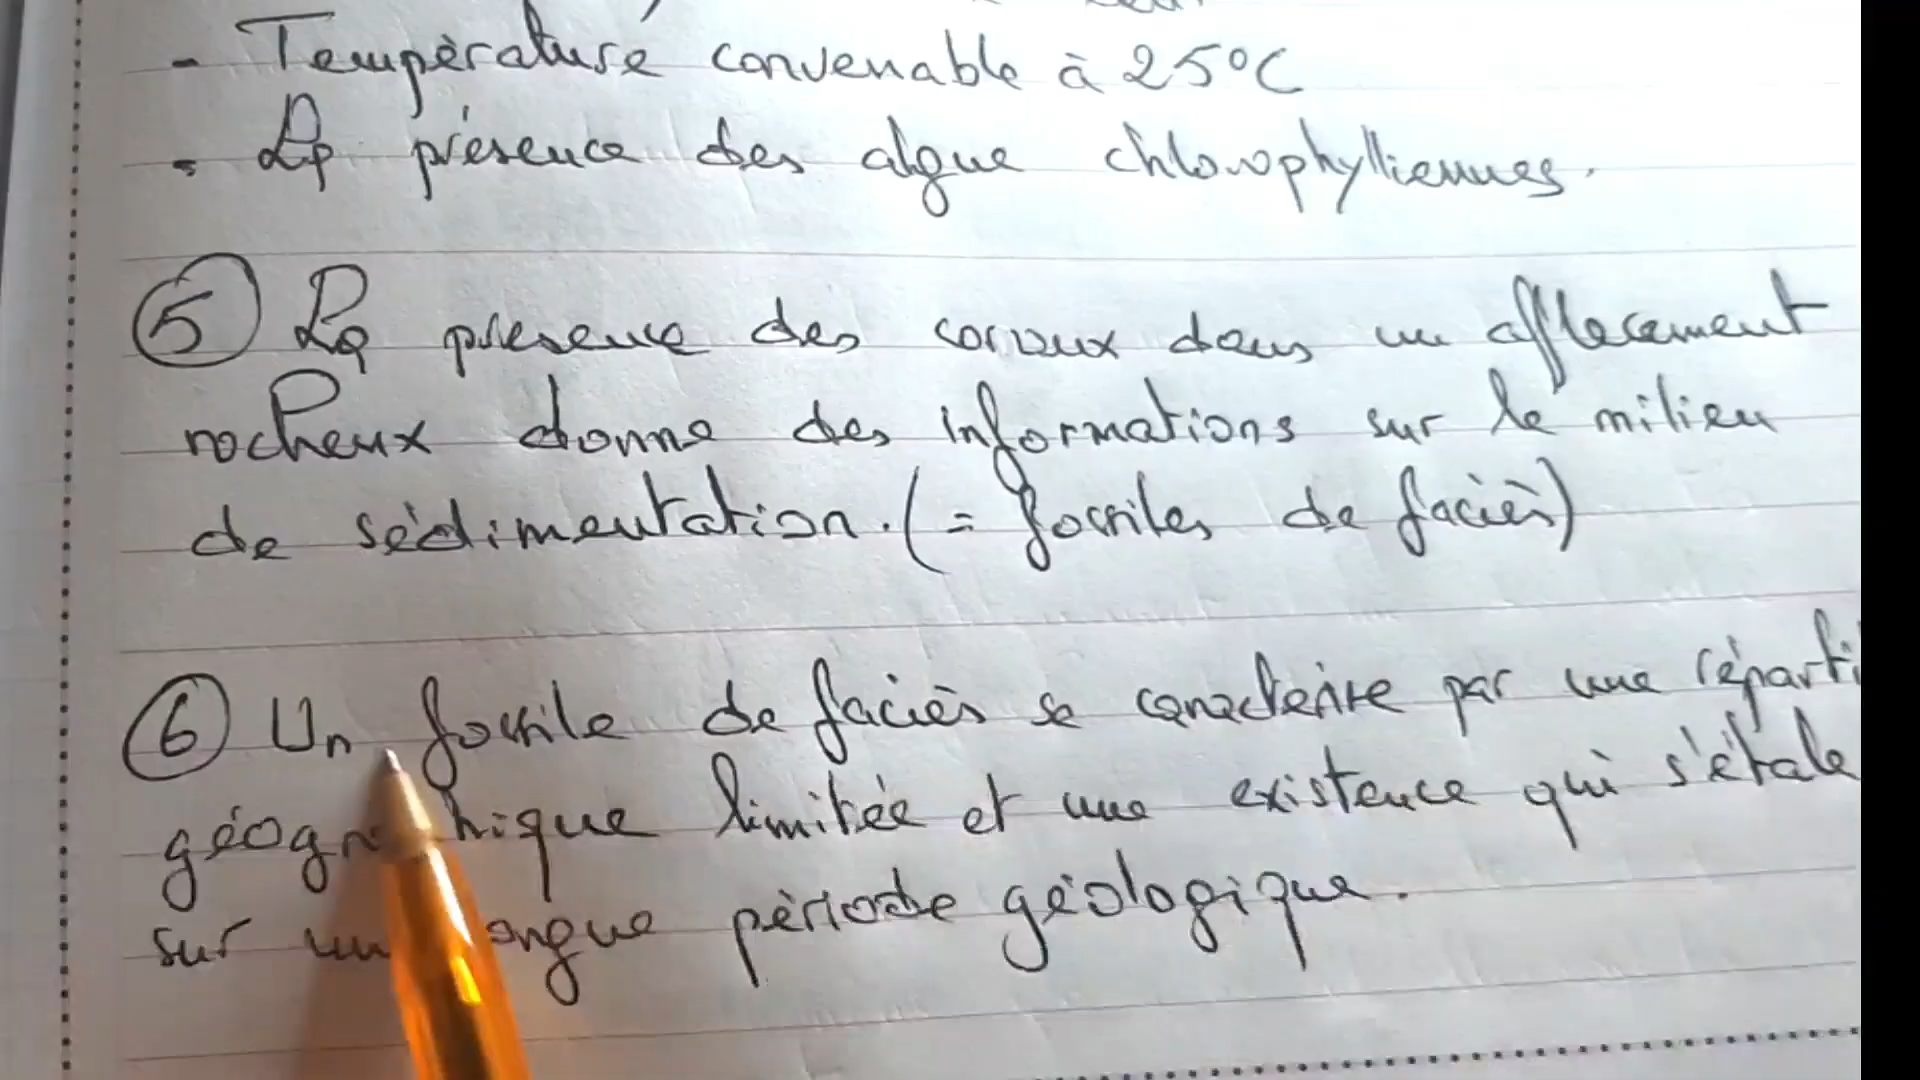 - Température convenable à 25°C
- La présence des algue chlorophylliennes.
⑤ La présence des coraux dans un affleurement
rocheux donne des informations sur le milieu
de sédimentation. (= fossiles de faciès)
⑥ Un fossile de faciès se caractérise par une réparti
géographique limitée et une existence qui s'étale
sur une longue période géologique.